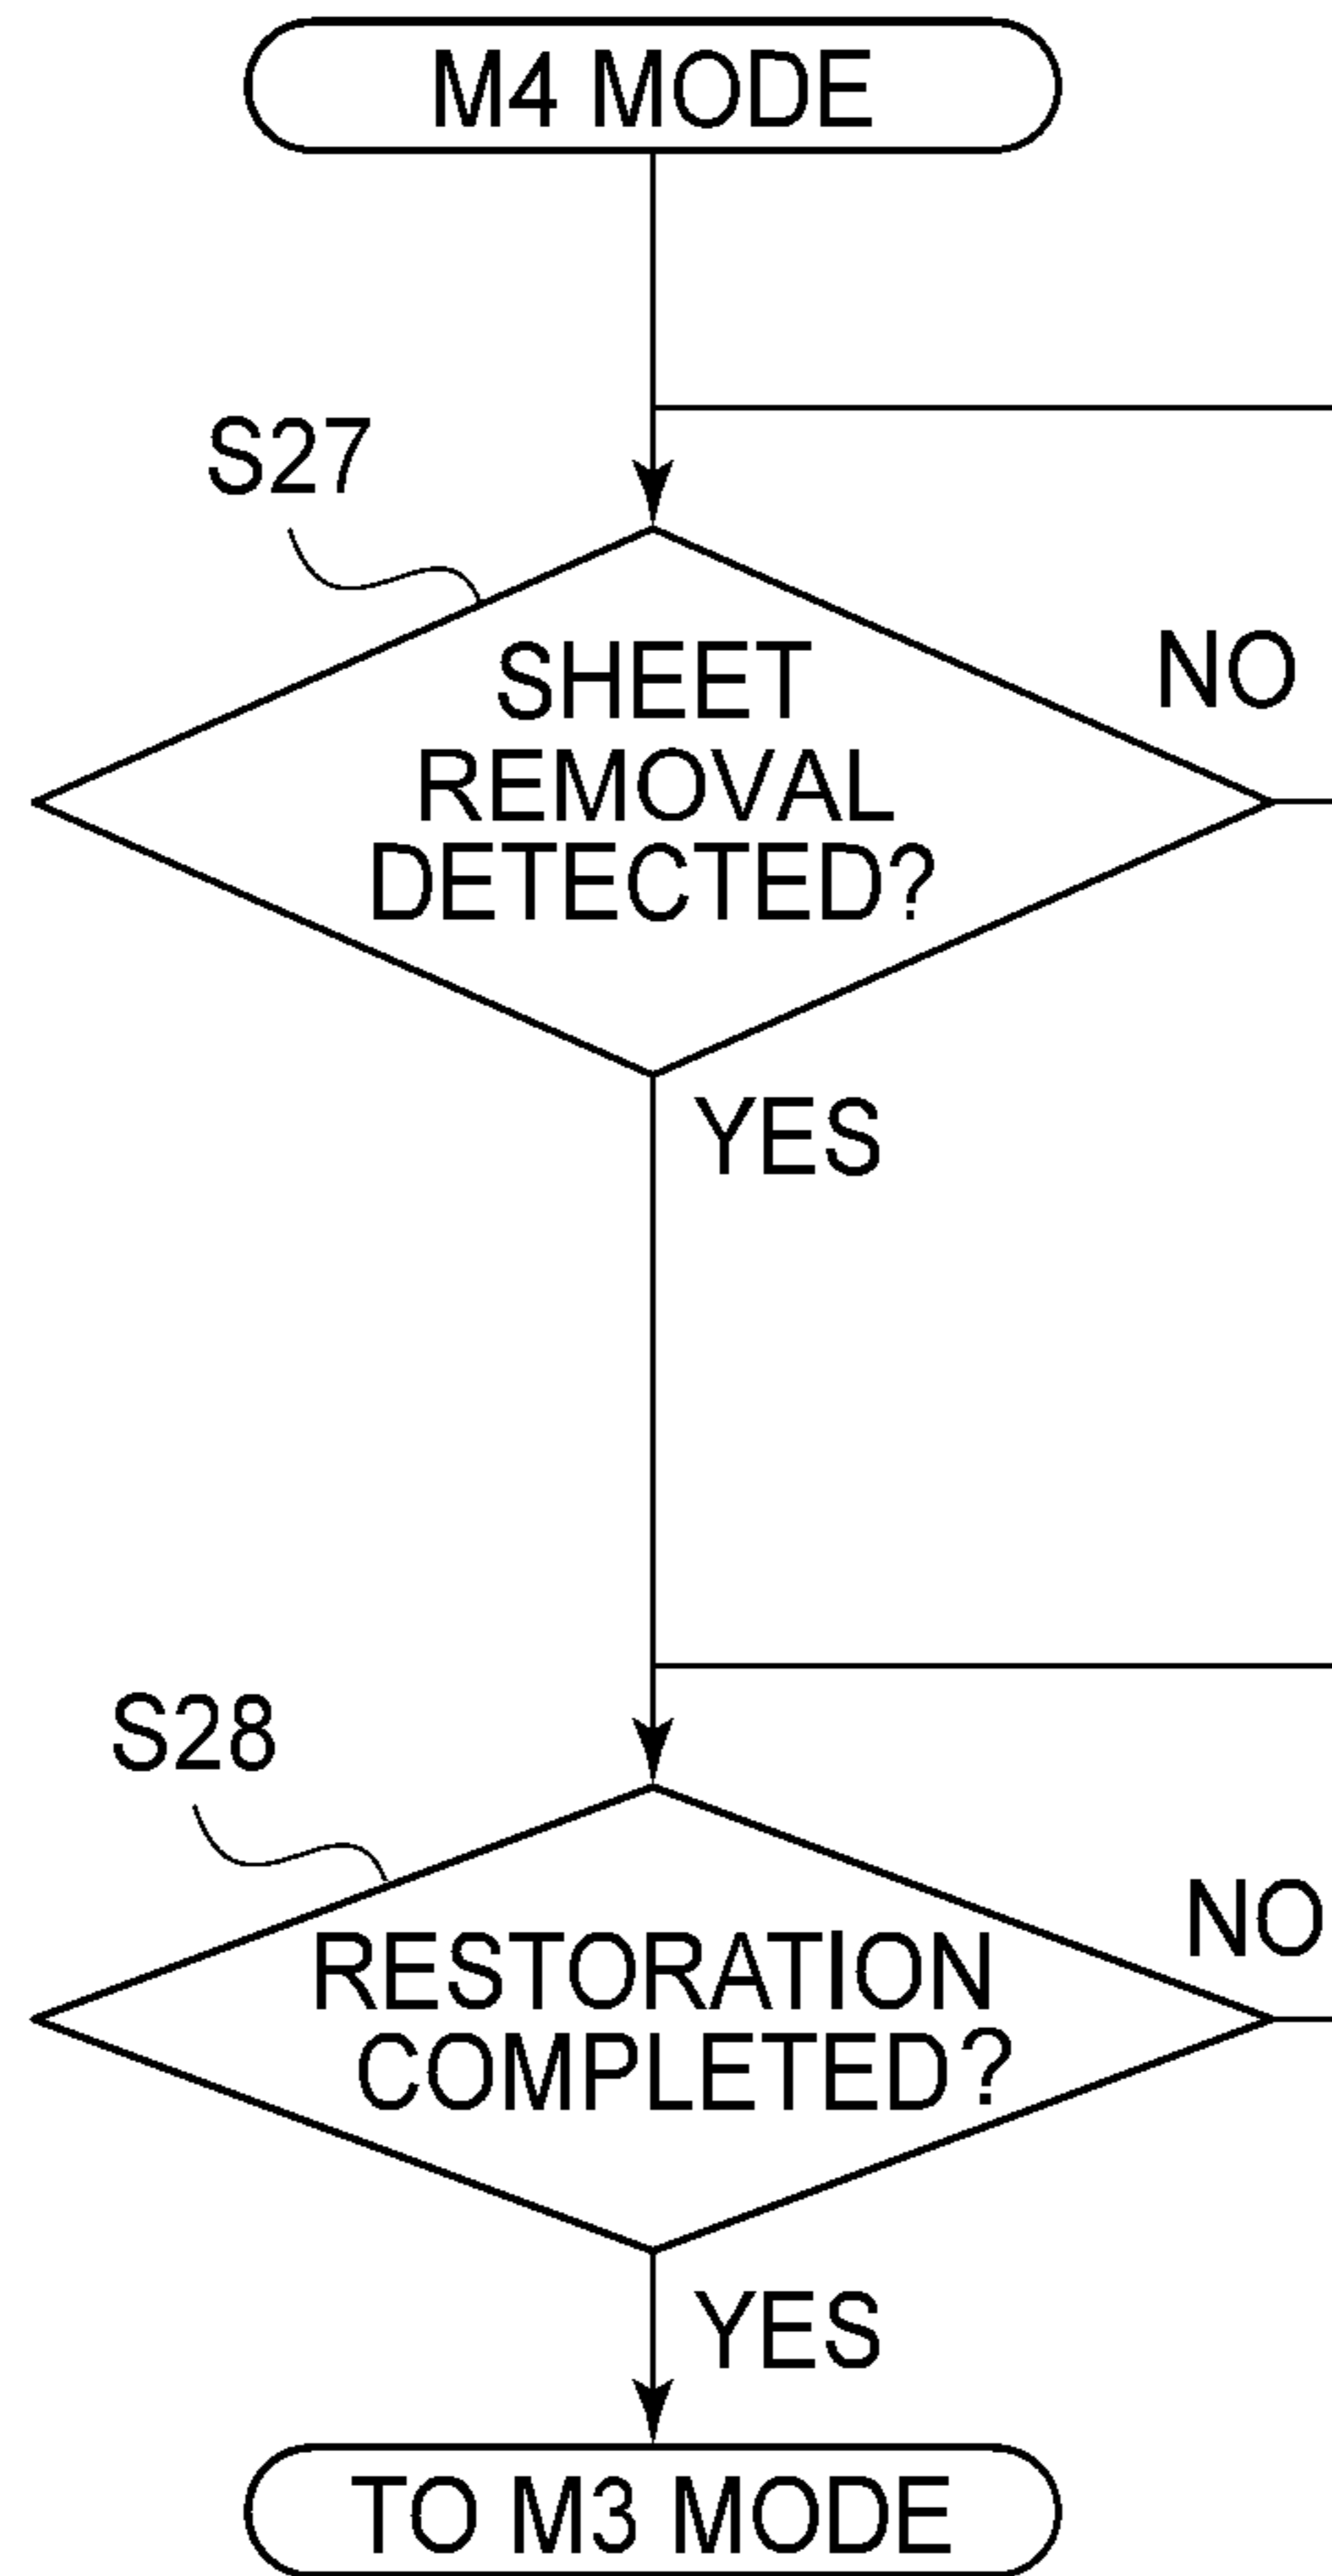 M4 MODE
S27
SHEET
REMOVAL
DETECTED?
NO
YES
S28
RESTORATION
COMPLETED?
NO
YES
TO M3 MODE